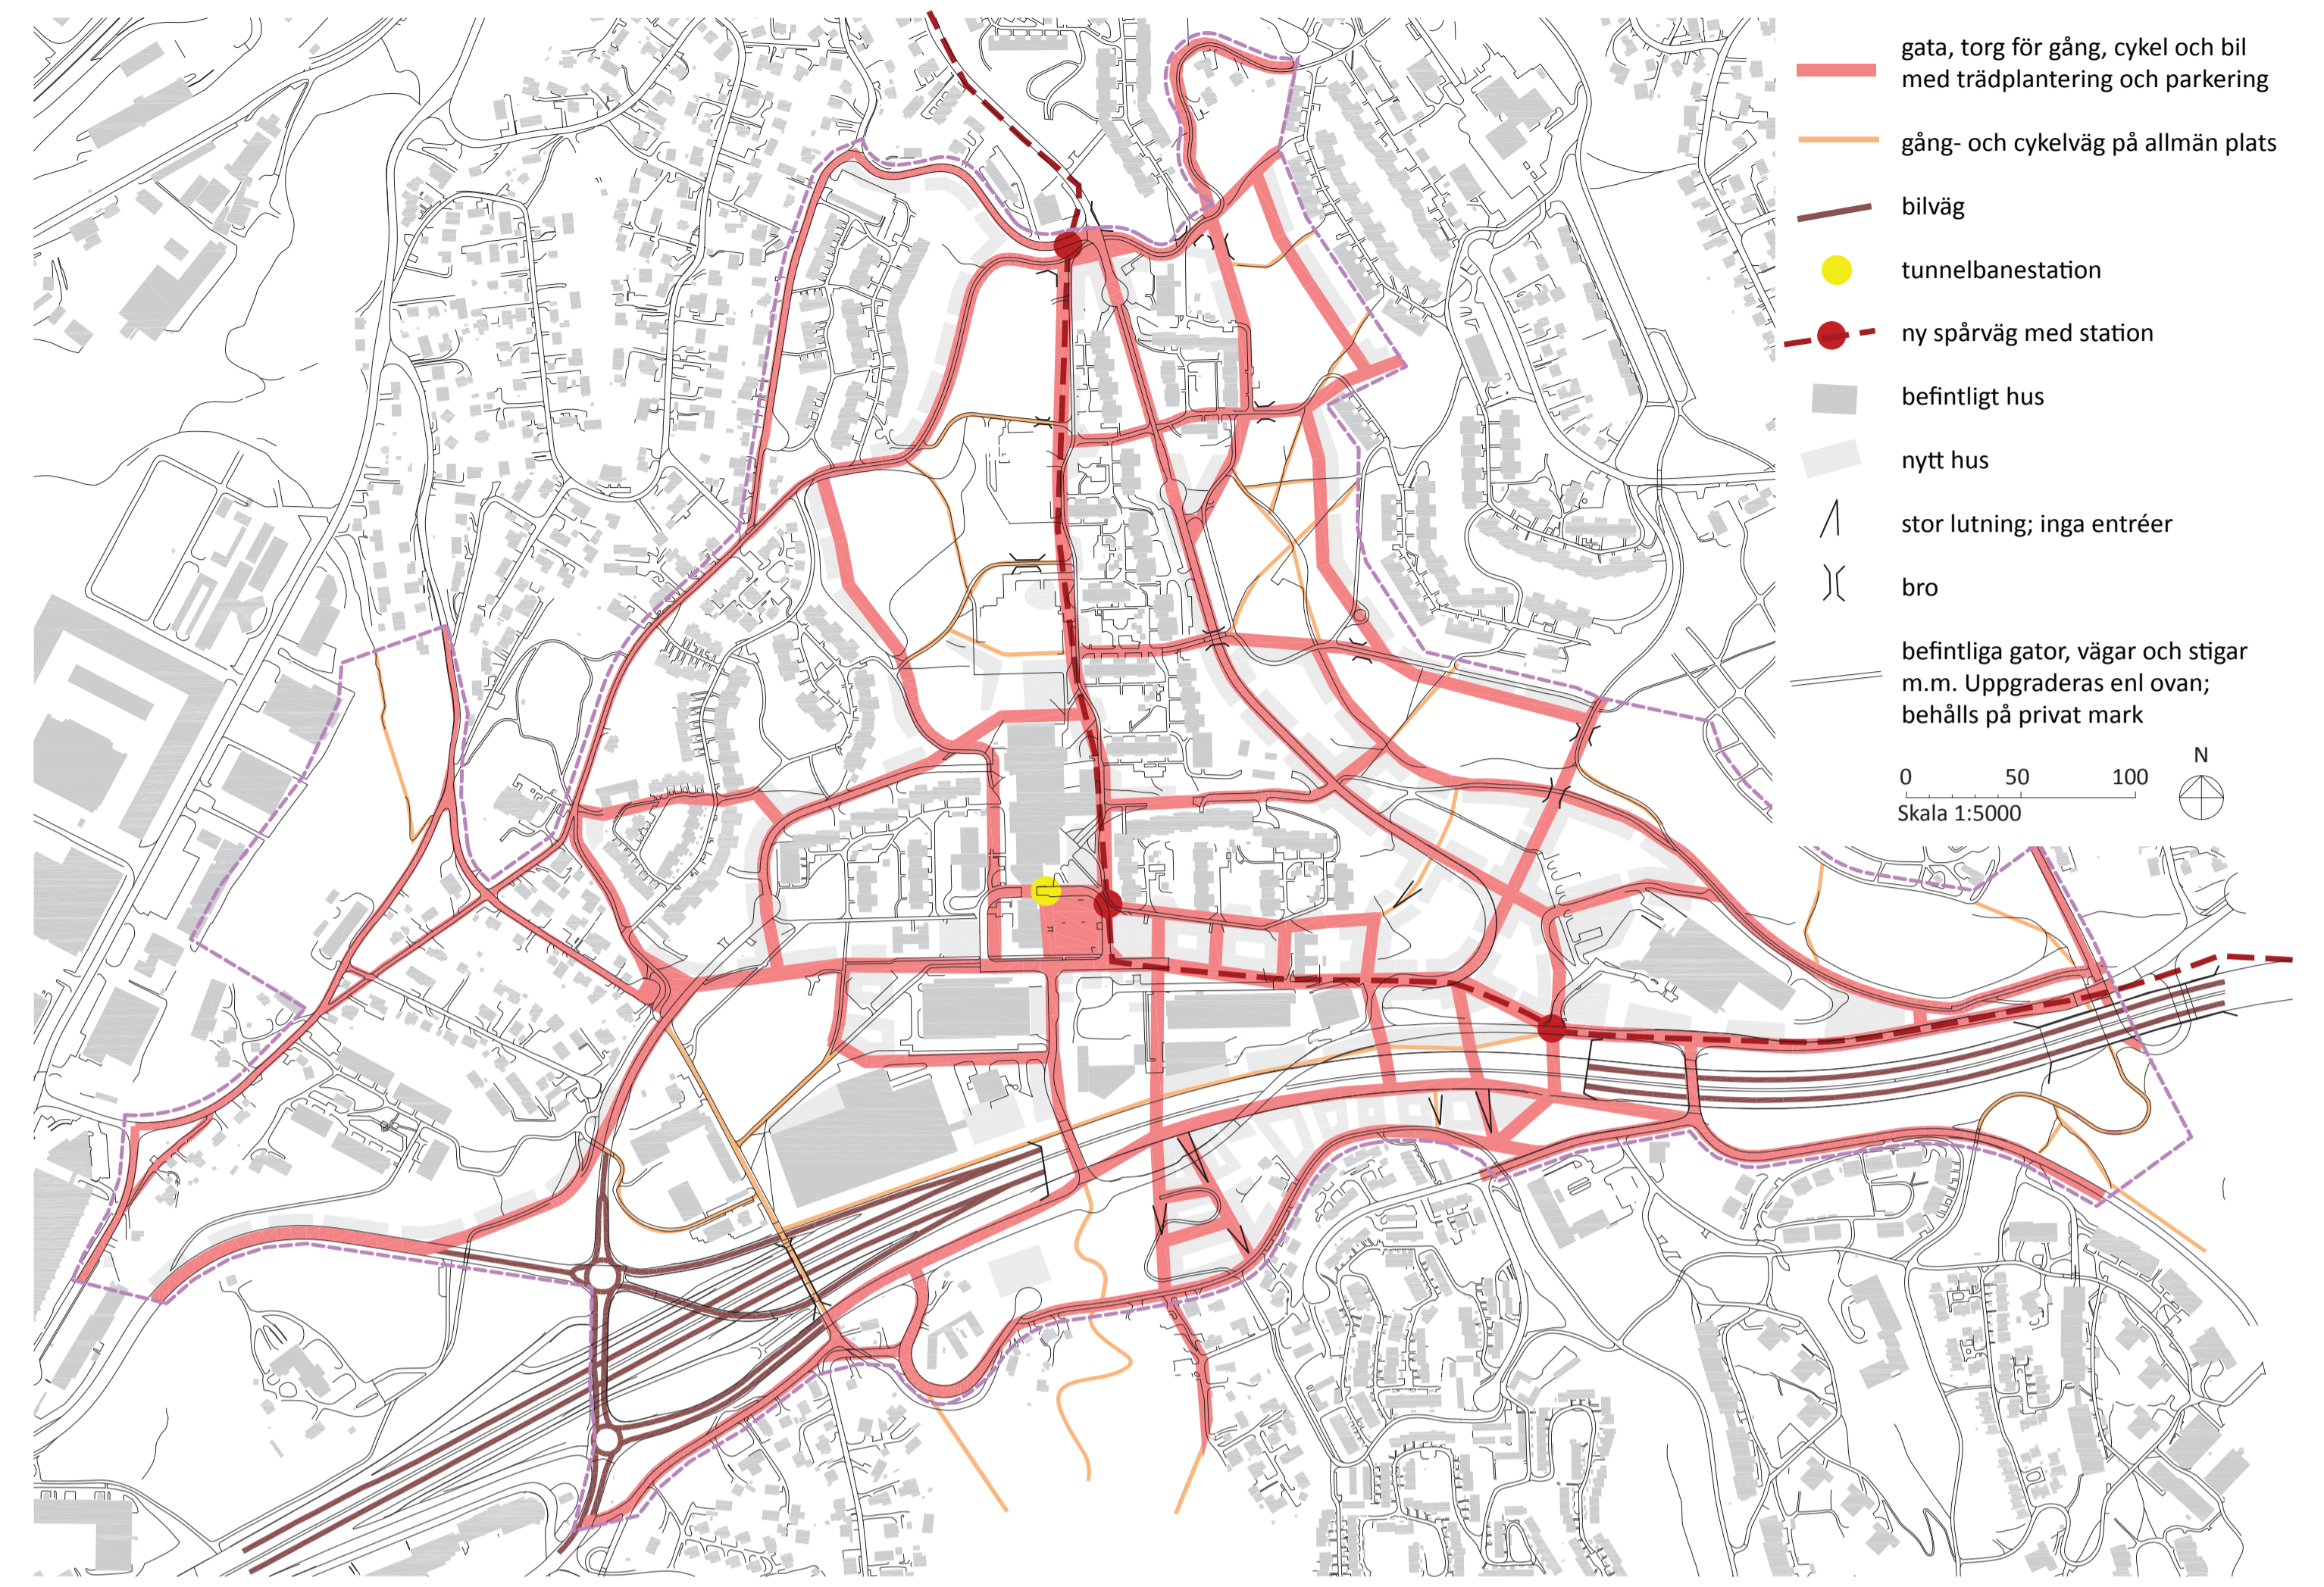 gata, torg för gång, cykel och bil
med trädplantering och parkering
gång- och cykelväg på allmän plats
bilväg
tunnelbanestation
ny spårväg med station
befintligt hus
nytt hus
stor lutning; inga entréer
bro
befintliga gator, vägar och stigar
m.m. Uppgraderas enl ovan;
behålls på privat mark
N
0 50 100
Skala 1:5000